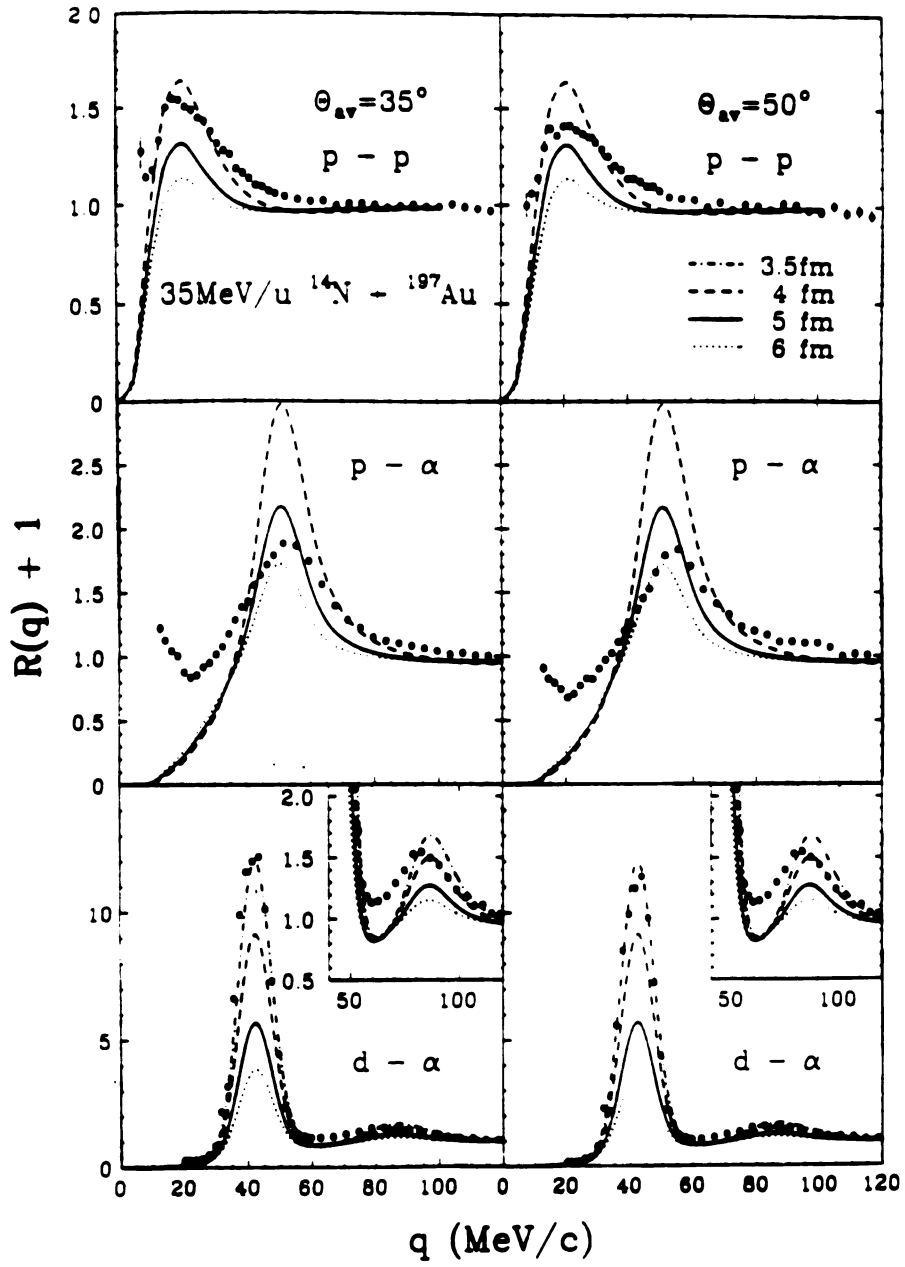 2.0
1.5
1.0
0.5
0
Θav=35°
p - p
35MeV/u 14N - 197Au
Θav=50°
p - p
3.5fm
4 fm
5 fm
6 fm
2.5
2.0
1.5
1.0
0.5
0
p - α
p - α
R(q) + 1
10
5
0
2.0
1.5
1.0
0.5
50 100
d - α
50 100
d - α
0 20 40 60 80 100 0 20 40 60 80 100 120
q (MeV/c)